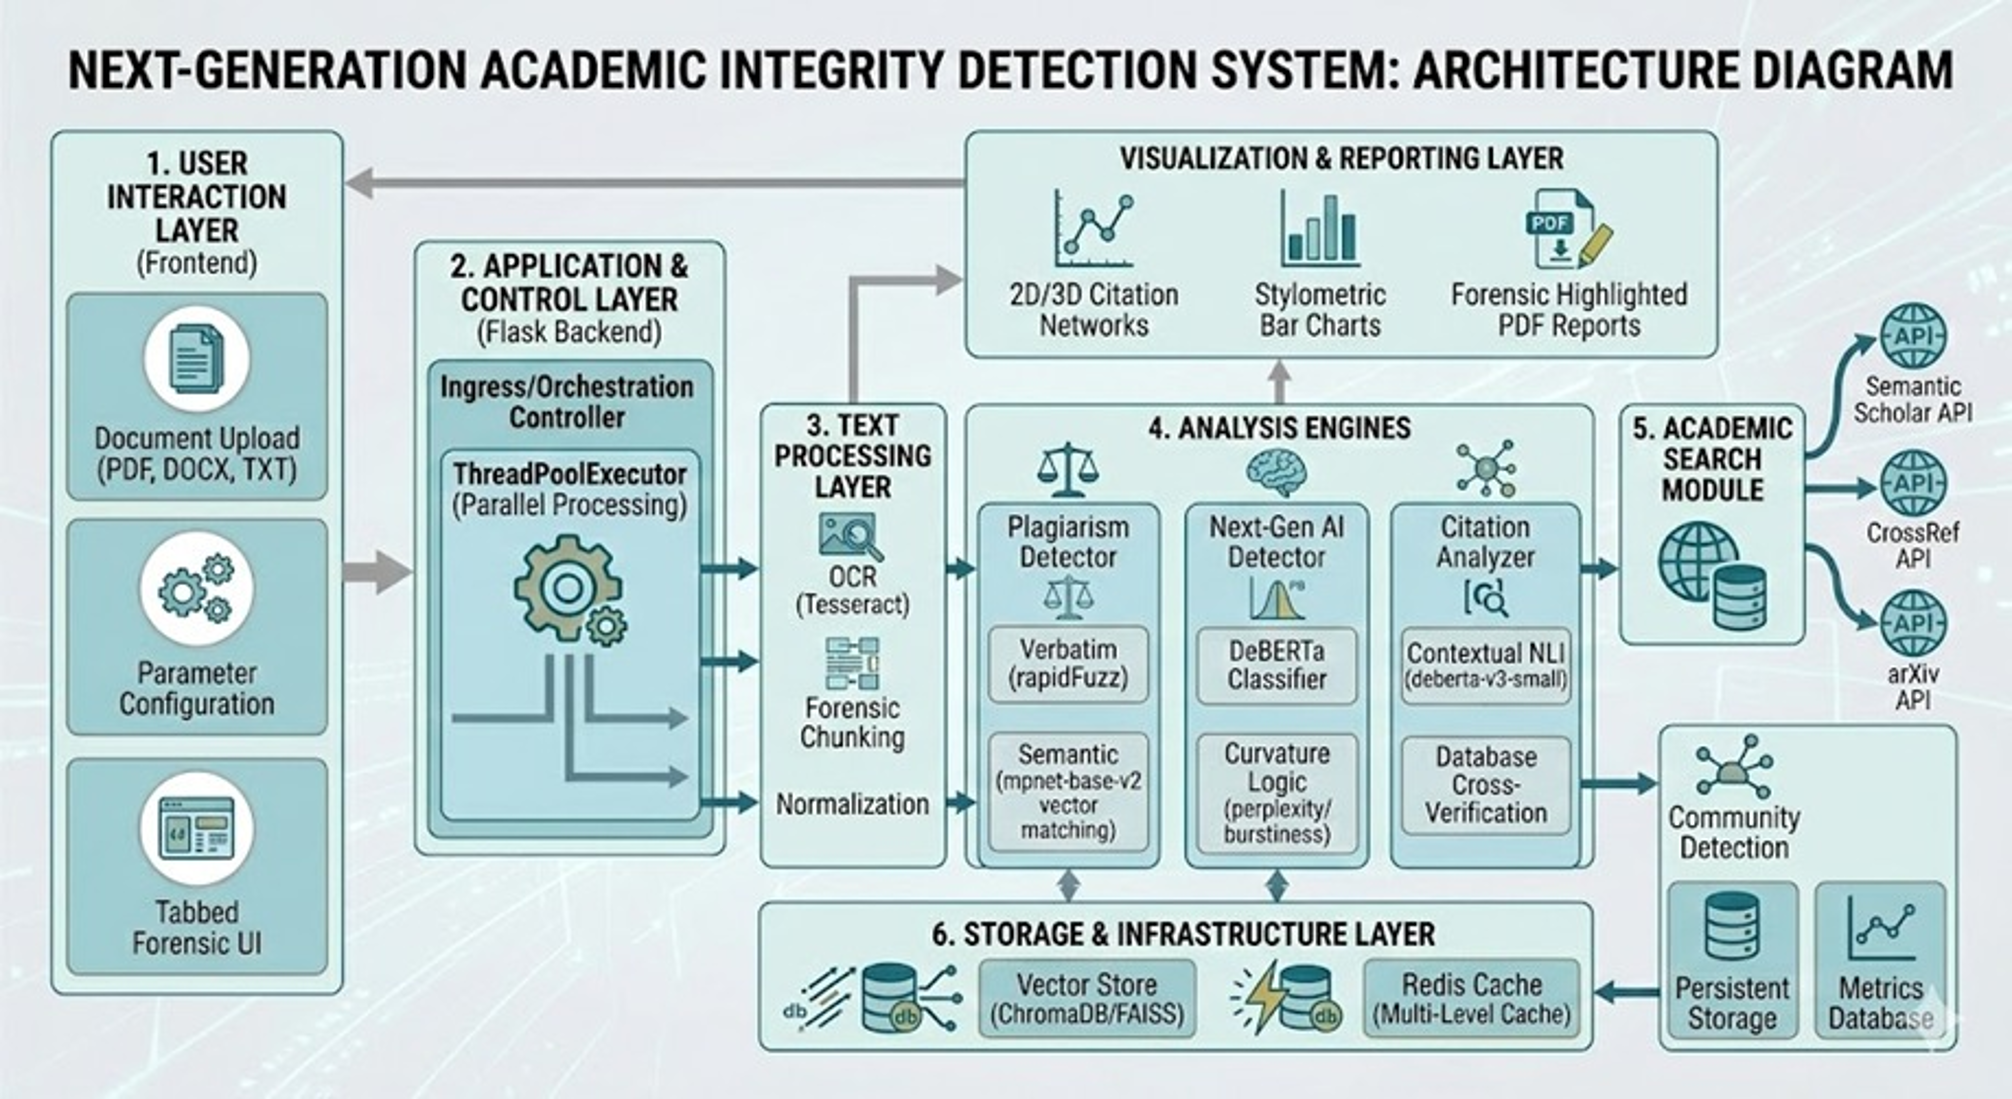 NEXT-GENERATION ACADEMIC INTEGRITY DETECTION SYSTEM: ARCHITECTURE DIAGRAM
1. USER
INTERACTION
LAYER
(Frontend)
Document Upload
(PDF, DOCX, TXT)
Parameter
Configuration
Tabbed
Forensic UI
2. APPLICATION &
CONTROL LAYER
(Flask Backend)
Ingress/Orchestration
Controller
ThreadPoolExecutor
(Parallel Processing)
3. TEXT
PROCESSING
LAYER
OCR
(Tesseract)
Forensic
Chunking
Normalization
VISUALIZATION & REPORTING LAYER
2D/3D Citation
Networks
Stylometric
Bar Charts
PDF
Forensic Highlighted
PDF Reports
4. ANALYSIS ENGINES
Plagiarism
Detector
Verbatim
(rapidFuzz)
Semantic
(mpnet-base-v2
vector
matching)
Next-Gen AI
Detector
PB
DeBERTa
Classifier
Curvature
Logic
(perplexity/
burstiness)
Citation
Analyzer
Contextual NLI
(deberta-v3-small)
Database
Cross-
Verification
5. ACADEMIC
SEARCH
MODULE
API
Semantic
Scholar API
API
CrossRef
API
API
arXiv
API
Community
Detection
Persistent
Storage
Metrics
Database
6. STORAGE & INFRASTRUCTURE LAYER
db
db
Vector Store
(ChromaDB/FAISS)
db
Redis Cache
(Multi-Level Cache)